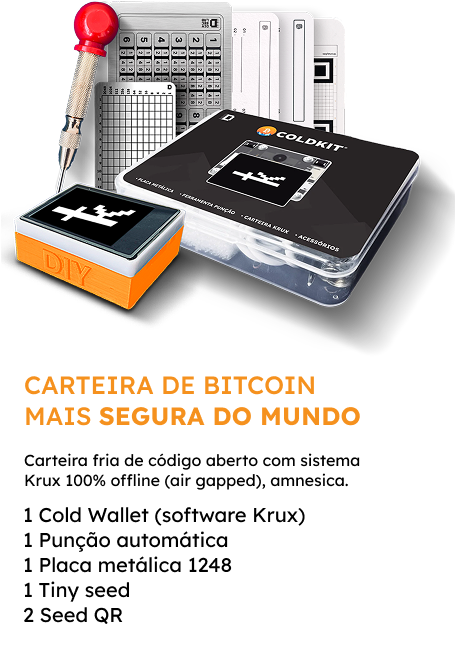 COLDKIT
• PLACA METÁLICA • FERRAMENTA PUNÇÃO • CARTEIRA KRUX • ACESSÓRIOS
DIY
CARTEIRA DE BITCOIN
MAIS SEGURA DO MUNDO
Carteira fria de código aberto com sistema
Krux 100% offline (air gapped), amnesica.
1 Cold Wallet (software Krux)
1 Punção automática
1 Placa metálica 1248
1 Tiny seed
2 Seed QR